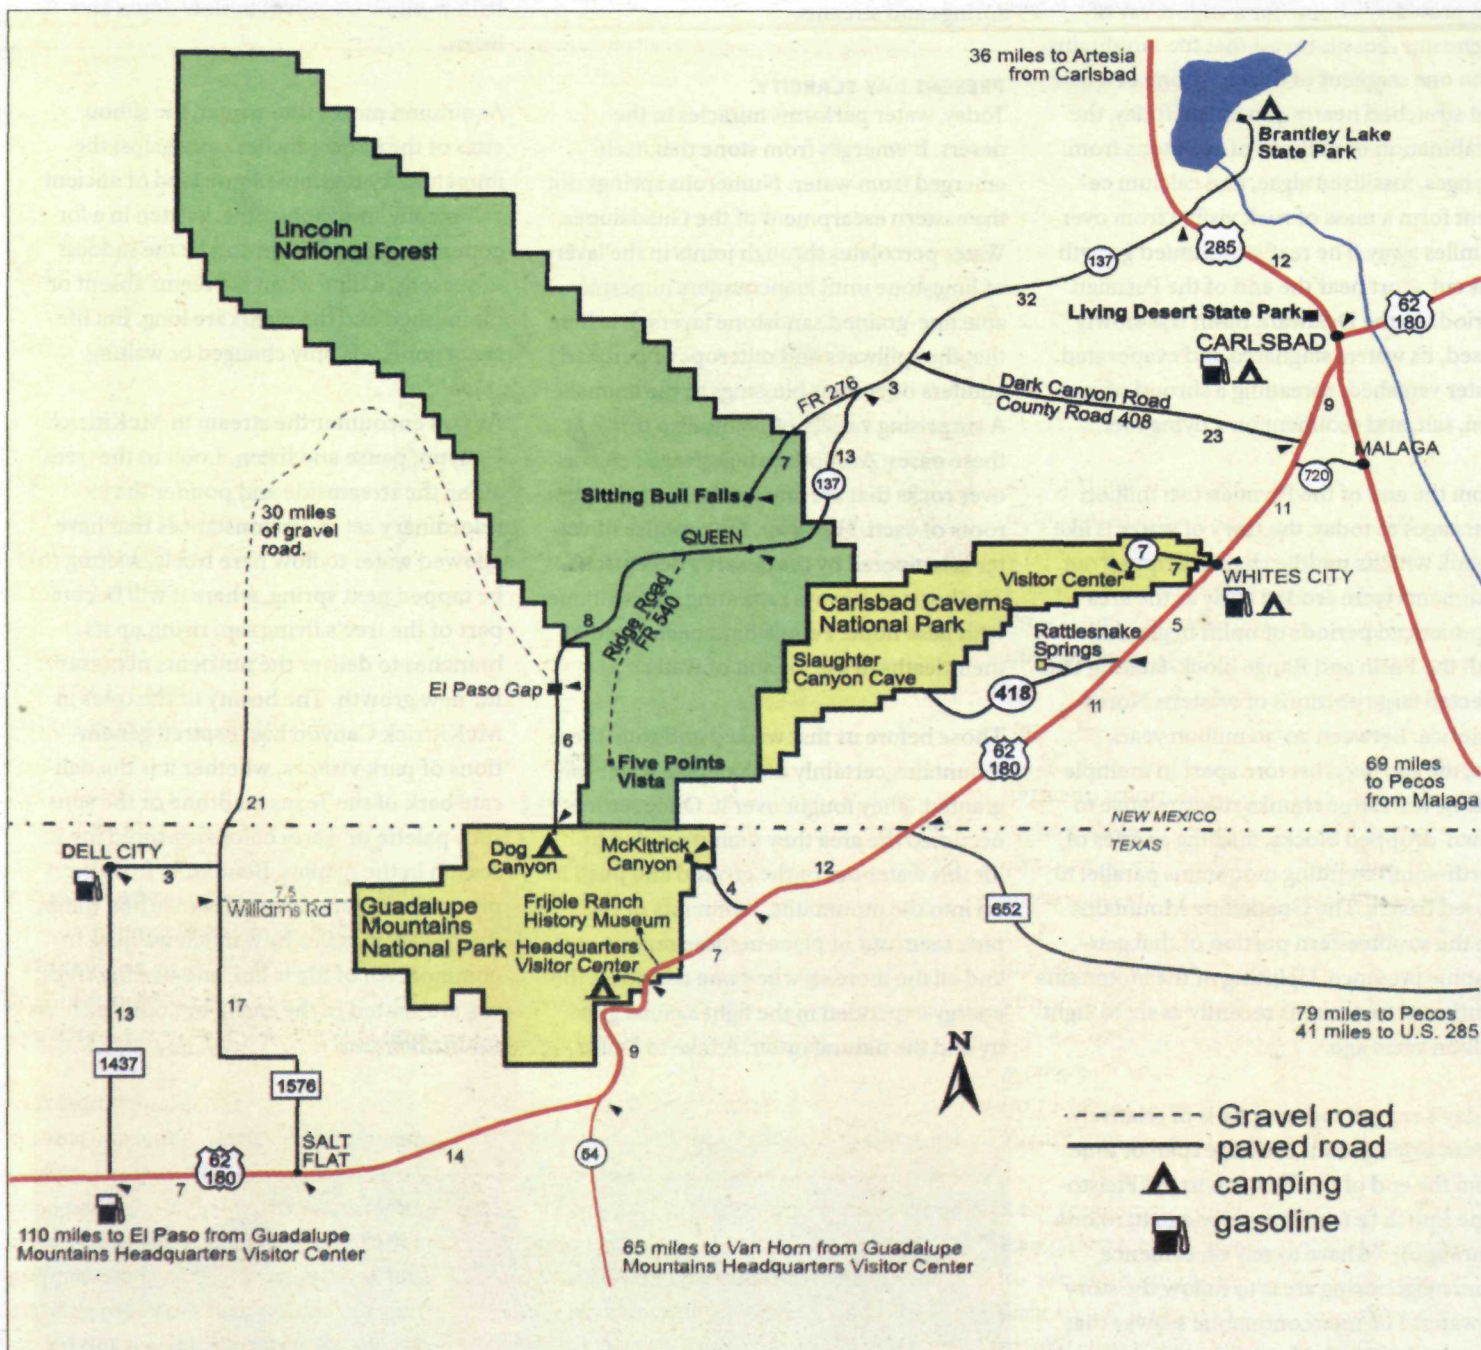 36 miles to Artesia
from Carlsbad
Brantley Lake
State Park
Lincoln
National Forest
137
285
12
32
62
180
Living Desert State Park
CARLSBAD
FR 276
3
Dark Canyon Road
County Road 408
23
9
MALAGA
720
7
13
137
Sitting Bull Falls
30 miles
of gravel
road.
11
QUEEN
7
7
Visitor Center
WHITES CITY
Carlsbad Caverns
National Park
8
Ridge Road
FR 540
5
Rattlesnake
Springs
Slaughter
Canyon Cave
El Paso Gap
418
11
6
62
180
Five Points
Vista
69 miles
to Pecos
from Malaga
21
NEW MEXICO
TEXAS
DELL CITY
3
Dog
Canyon
McKittrick
Canyon
12
7.5
Williams Rd
4
Guadalupe
Mountains
National Park
Frijole Ranch
History Museum
652
Headquarters
Visitor Center
7
13
17
79 miles to Pecos
41 miles to U.S. 285
9
N
1437
1576
Gravel road
paved road
camping
gasoline
SALT
FLAT
14
54
62
180
7
110 miles to El Paso from Guadalupe
Mountains Headquarters Visitor Center
65 miles to Van Horn from Guadalupe
Mountains Headquarters Visitor Center